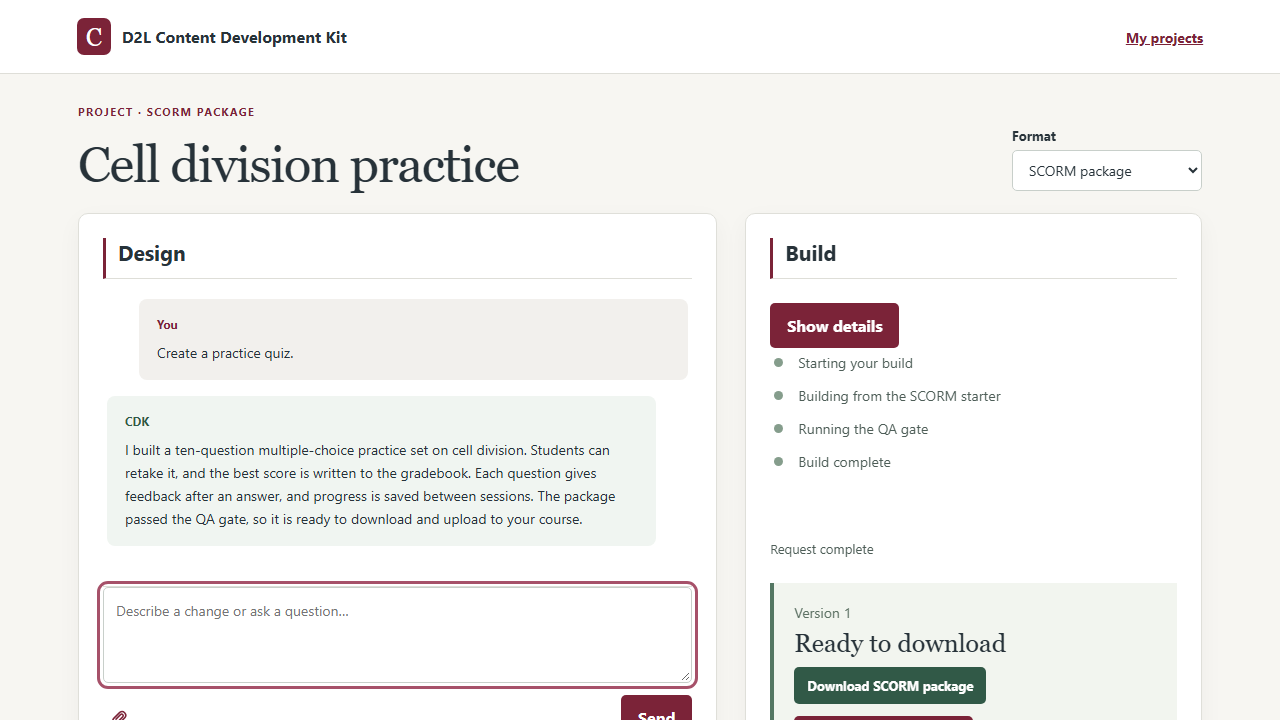 C
D2L Content Development Kit
My projects
PROJECT · SCORM PACKAGE
Cell division practice
Format
SCORM package
Design
You
Create a practice quiz.
CDK
I built a ten-question multiple-choice practice set on cell division. Students can
retake it, and the best score is written to the gradebook. Each question gives
feedback after an answer, and progress is saved between sessions. The package
passed the QA gate, so it is ready to download and upload to your course.
Describe a change or ask a question...
Send
Build
Show details
Starting your build
Building from the SCORM starter
Running the QA gate
Build complete
Request complete
Version 1
Ready to download
Download SCORM package